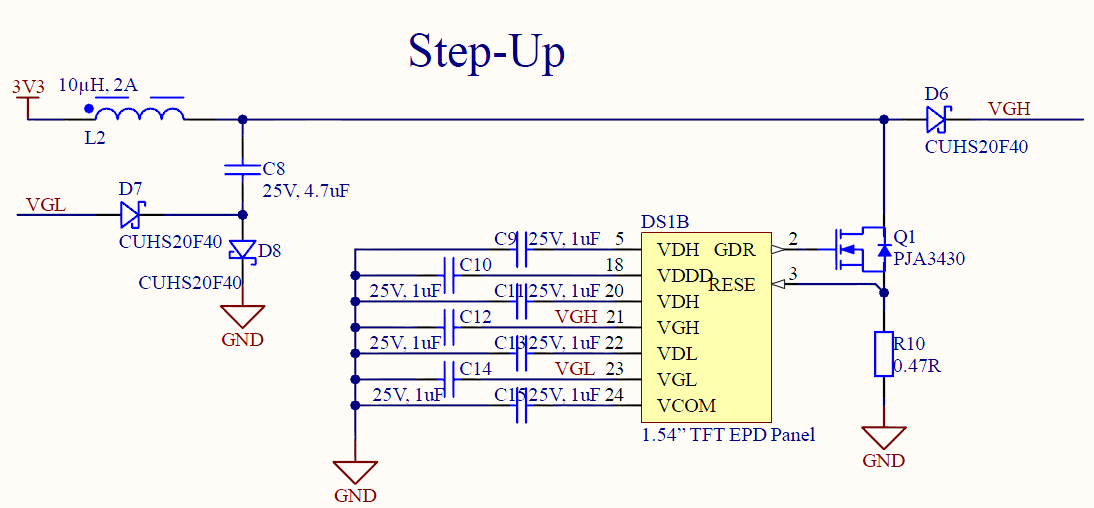 Step-Up
3V3
10µH, 2A
L2
D6
VGH
CUHS20F40
C8
25V, 4.7uF
VGL
D7
CUHS20F40
D8
CUHS20F40
GND
DS1B
C9 25V, 1uF 5 VDH GDR 2
Q1
PJA3430
C10 18 VDDD
RESE 3
25V, 1uF C11 25V, 1uF 20 VDH
C12 VGH 21 VGH
25V, 1uF C13 25V, 1uF 22 VDL
R10
0.47R
C14 VGL 23 VGL
25V, 1uF C15 25V, 1uF 24 VCOM
1.54” TFT EPD Panel
GND
GND